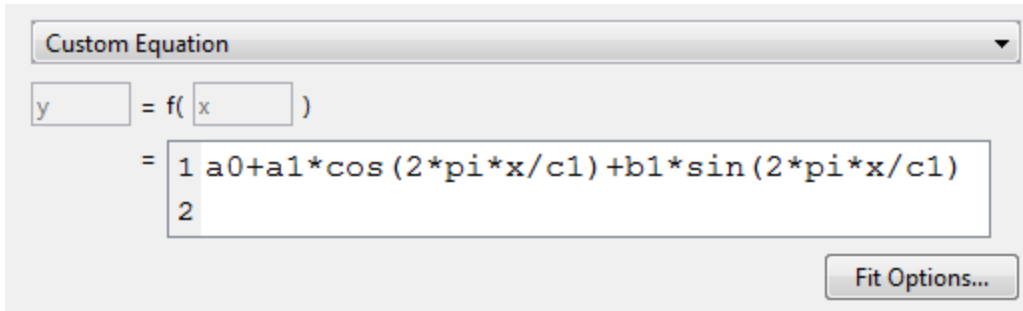 Custom Equation
y = f( x )
= 1 a0+a1*cos(2*pi*x/c1)+b1*sin(2*pi*x/c1)
2
Fit Options...